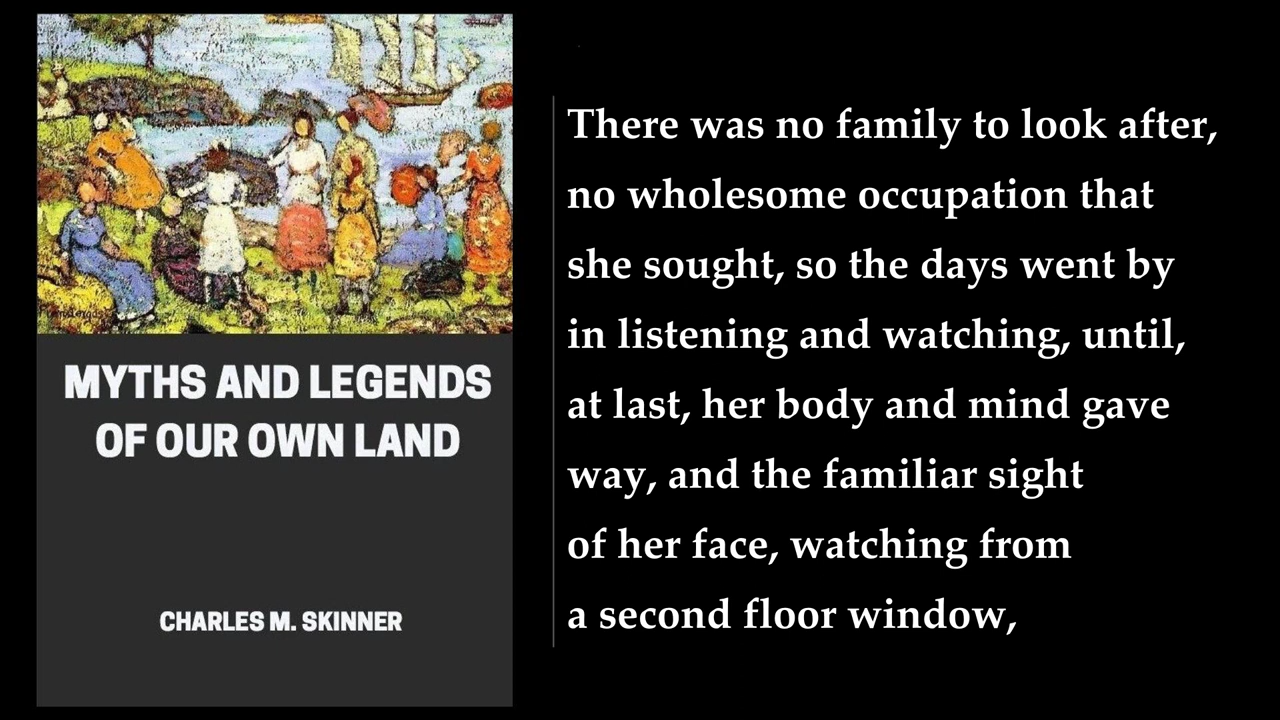 MYTHS AND LEGENDS
OF OUR OWN LAND
CHARLES M. SKINNER
There was no family to look after,
no wholesome occupation that
she sought, so the days went by
in listening and watching, until,
at last, her body and mind gave
way, and the familiar sight
of her face, watching from
a second floor window,